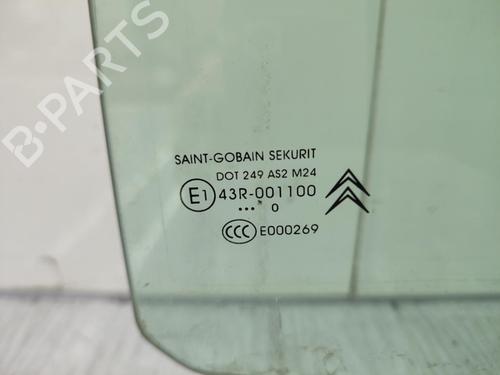 B-PARTS
SAINT-GOBAIN SEKURIT
DOT 249 AS2 M24
E1 43R-001100
... 0
CCC E000269